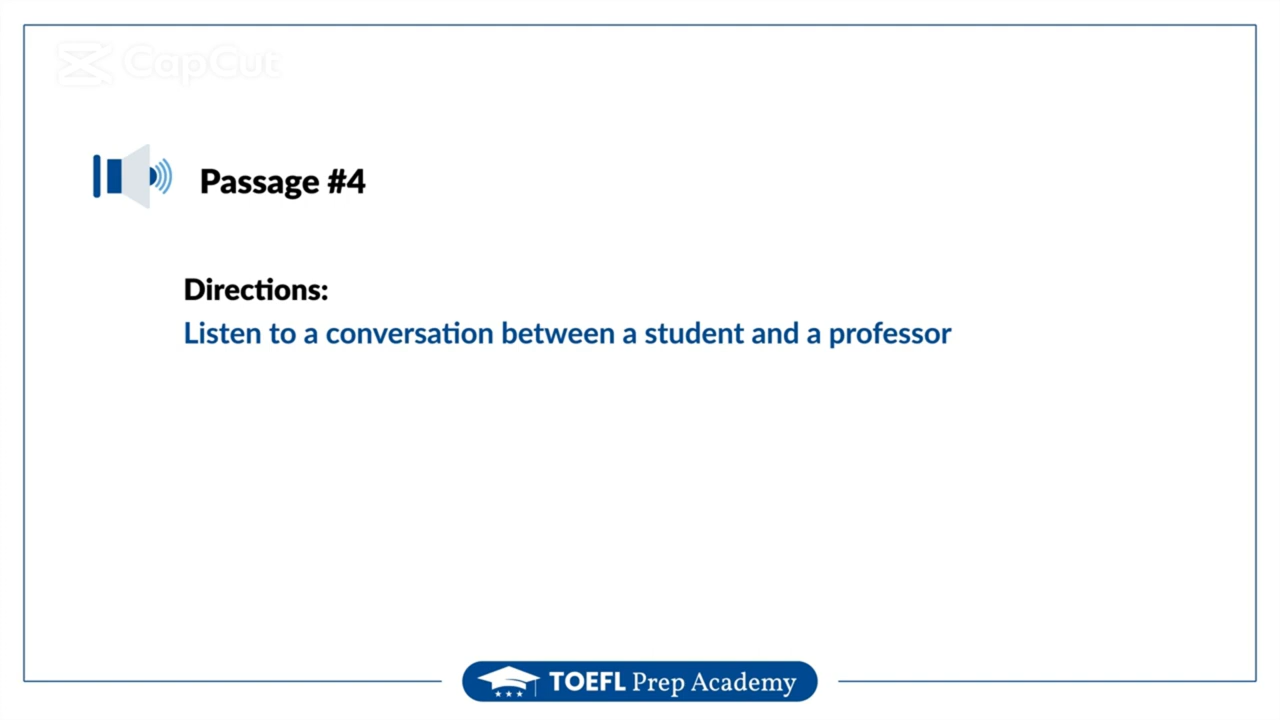 CapCut
Passage #4
Directions:
Listen to a conversation between a student and a professor
TOEFL Prep Academy